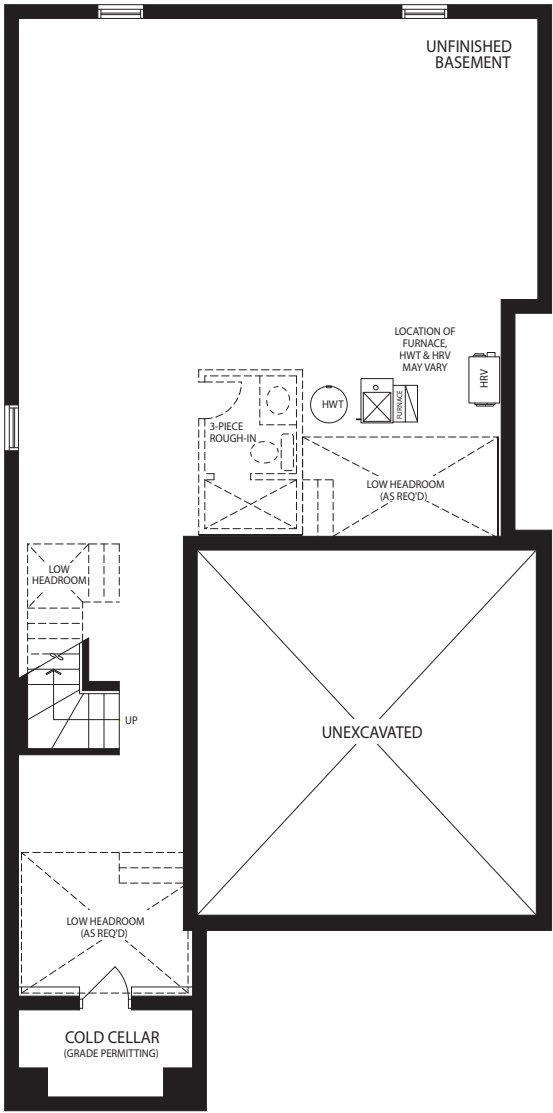 UNFINISHED
BASEMENT
LOCATION OF
FURNACE,
HWT & HRV
MAY VARY
HRV
HWT
FURNACE
3-PIECE
ROUGH-IN
LOW HEADROOM
(AS REQ'D)
LOW
HEADROOM
UP
UNEXCAVATED
LOW HEADROOM
(AS REQ'D)
COLD CELLAR
(GRADE PERMITTING)